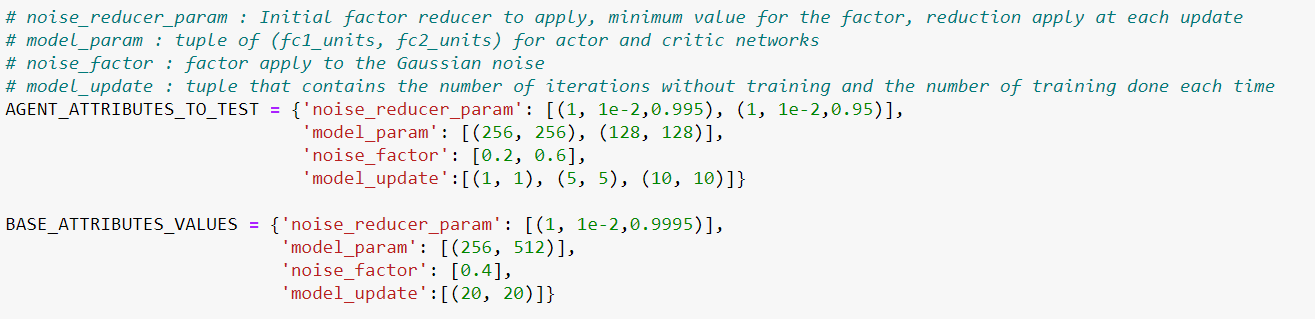 # noise_reducer_param : Initial factor reducer to apply, minimum value for the factor, reduction apply at each update
# model_param : tuple of (fc1_units, fc2_units) for actor and critic networks
# noise_factor : factor apply to the Gaussian noise
# model_update : tuple that contains the number of iterations without training and the number of training done each time
AGENT_ATTRIBUTES_TO_TEST = {'noise_reducer_param': [(1, 1e-2,0.995), (1, 1e-2,0.95)],
'model_param': [(256, 256), (128, 128)],
'noise_factor': [0.2, 0.6],
'model_update':[(1, 1), (5, 5), (10, 10)]}
BASE_ATTRIBUTES_VALUES = {'noise_reducer_param': [(1, 1e-2,0.9995)],
'model_param': [(256, 512)],
'noise_factor': [0.4],
'model_update':[(20, 20)]}